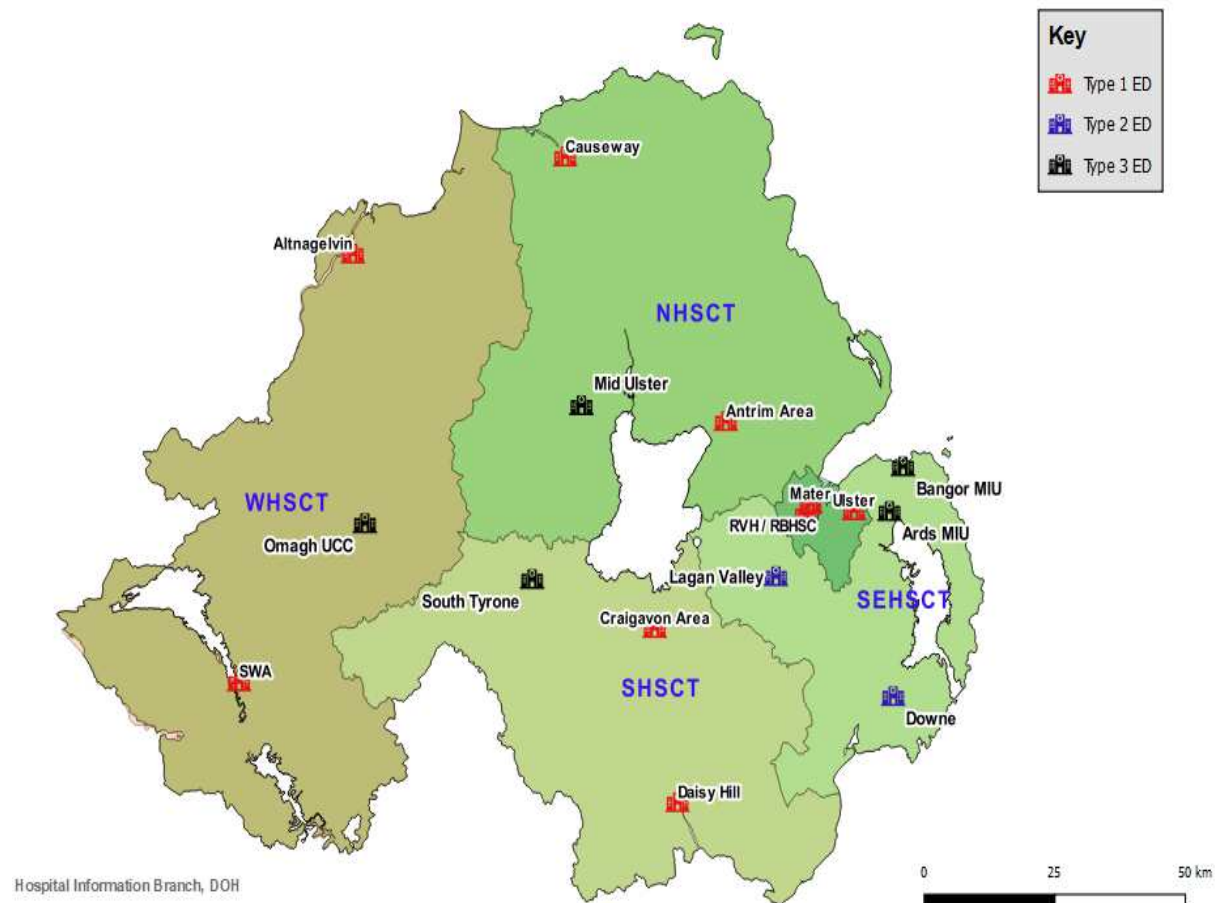 Key
Type 1 ED
Type 2 ED
Type 3 ED
Causeway
Altnagelvin
NHSCT
Mid Ulster
Antrim Area
Bangor MIU
WHSCT
Mater
Ulster
RVH / RBHSC
Ards MIU
Omagh UCC
Lagan Valley
SEHSCT
South Tyrone
Craigavon Area
SWA
SHSCT
Downe
Daisy Hill
Hospital Information Branch, DOH
0 25 50 km